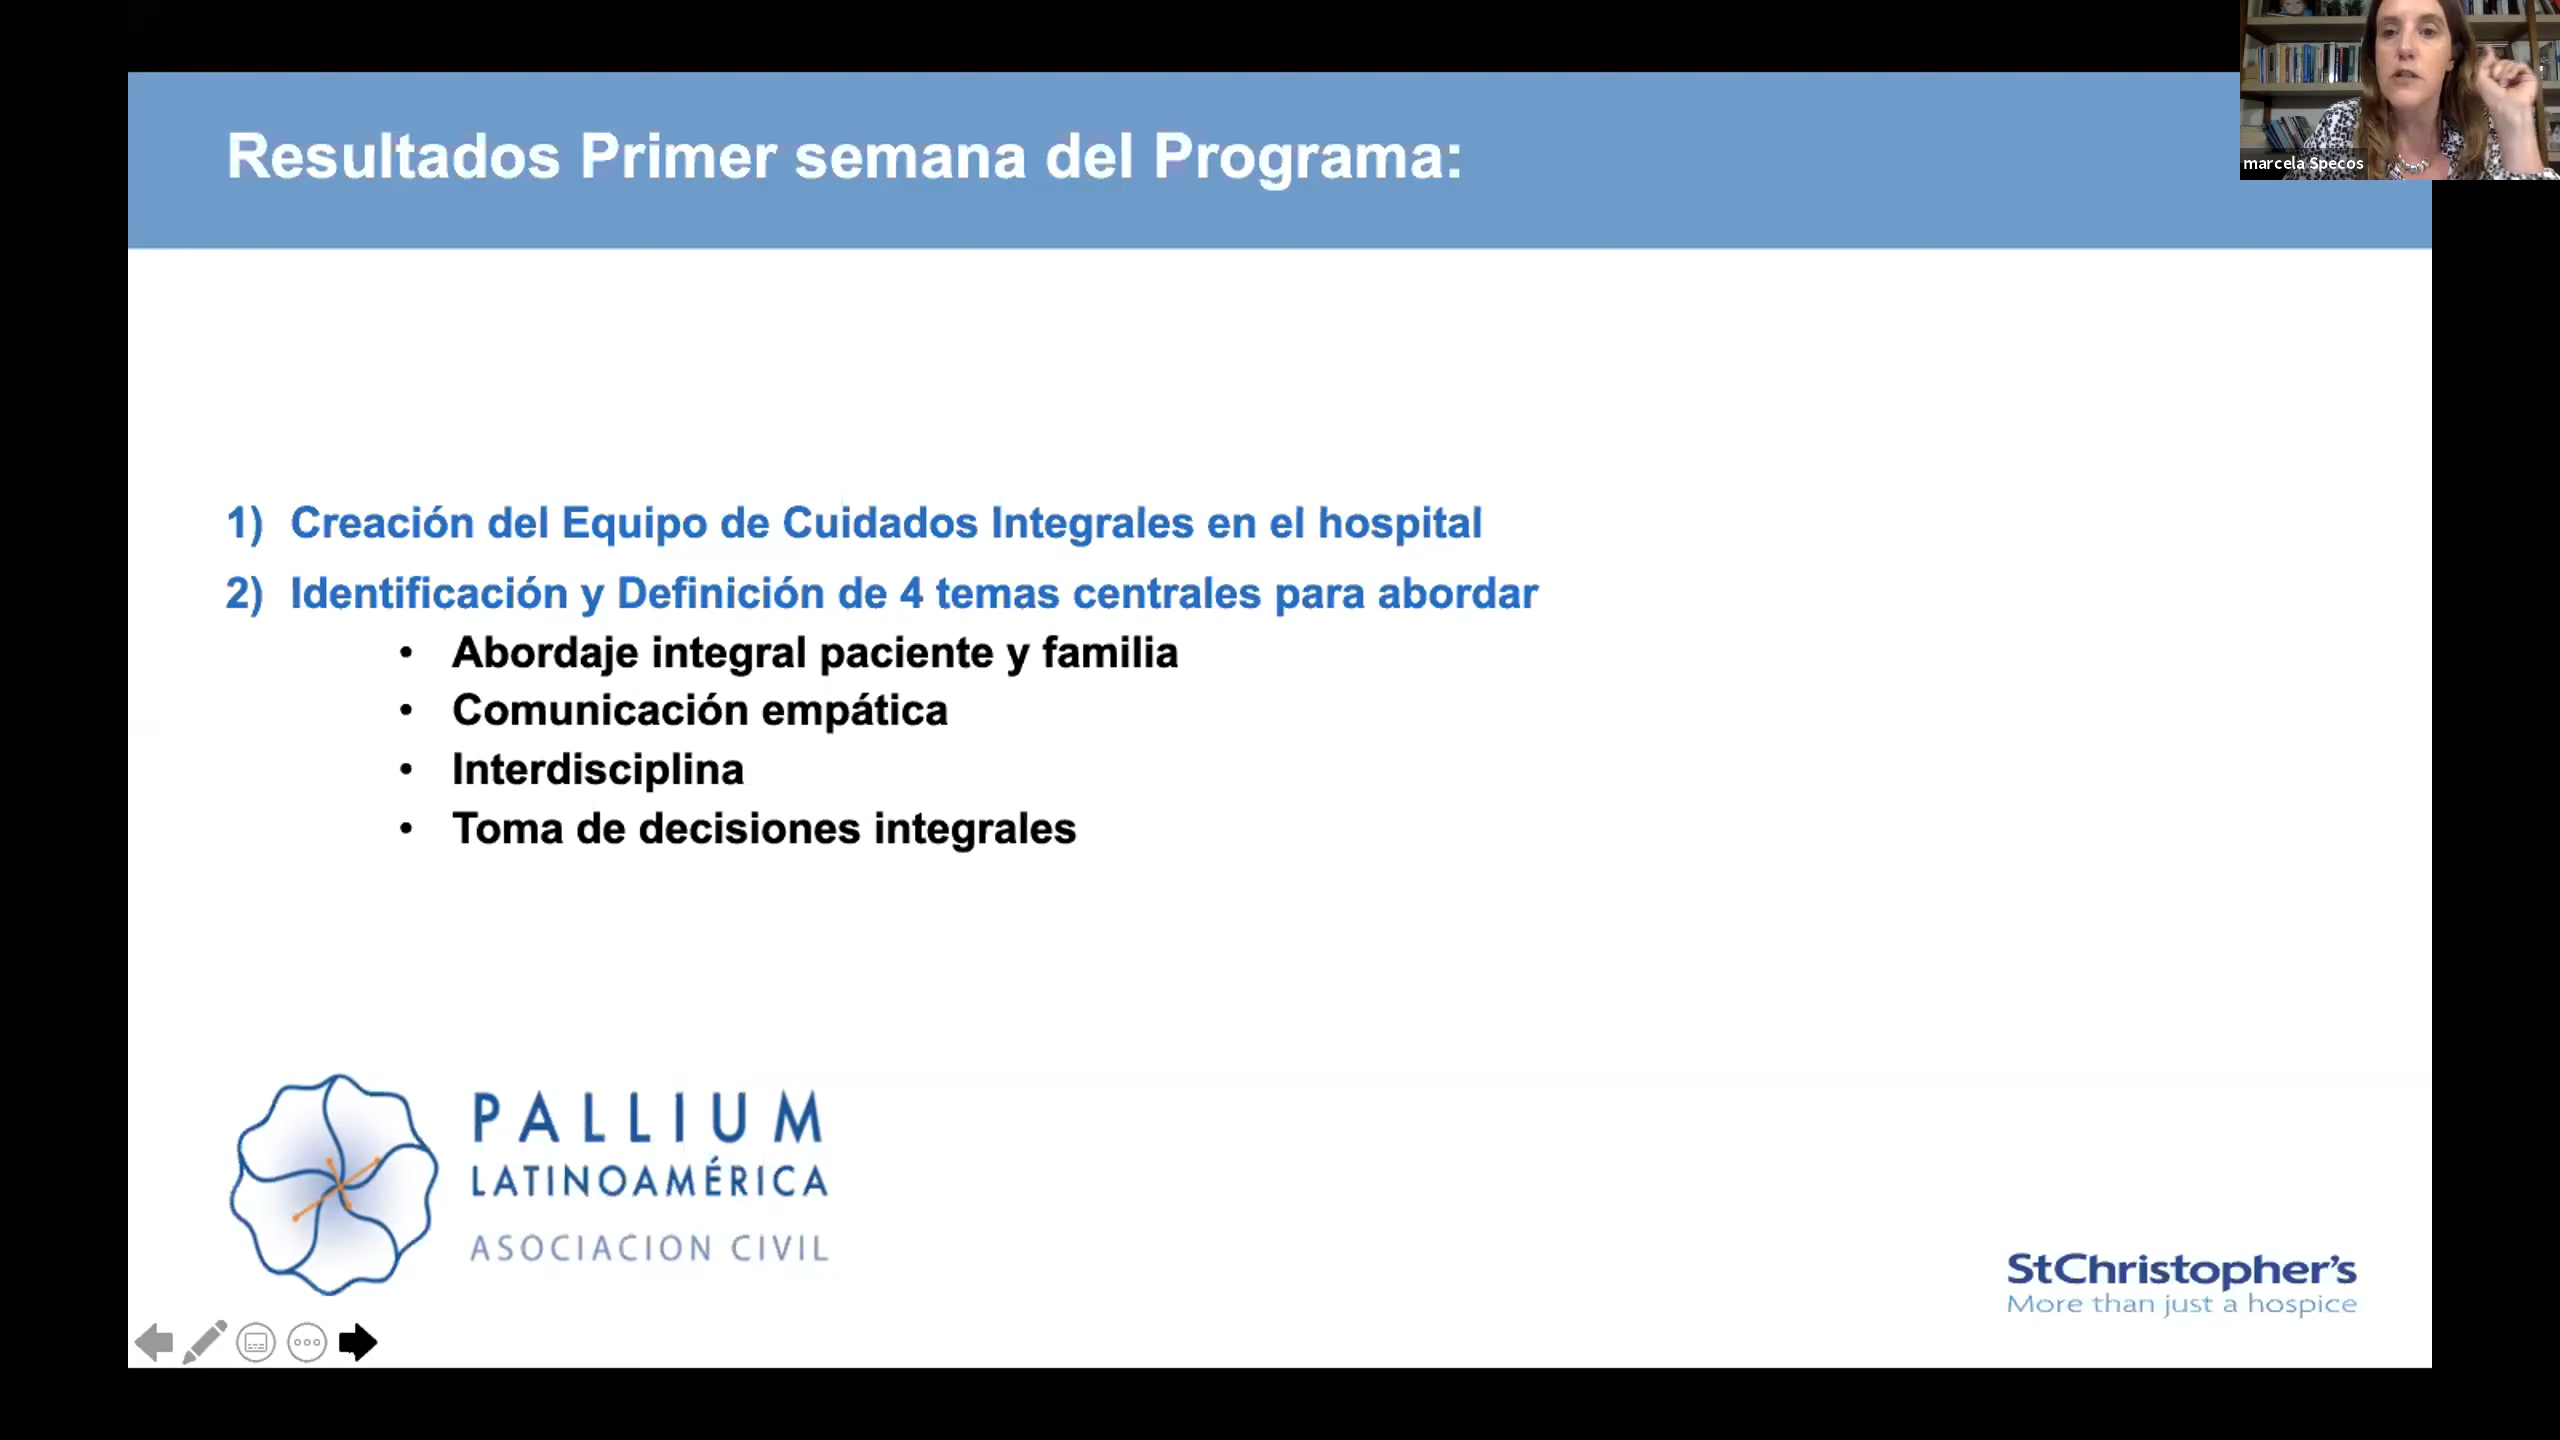 Resultados Primer semana del Programa:
marcela Specos
1) Creación del Equipo de Cuidados Integrales en el hospital
2) Identificación y Definición de 4 temas centrales para abordar
• Abordaje integral paciente y familia
• Comunicación empática
• Interdisciplina
• Toma de decisiones integrales
PALLIUM
LATINOAMÉRICA
ASOCIACION CIVIL
StChristopher's
More than just a hospice